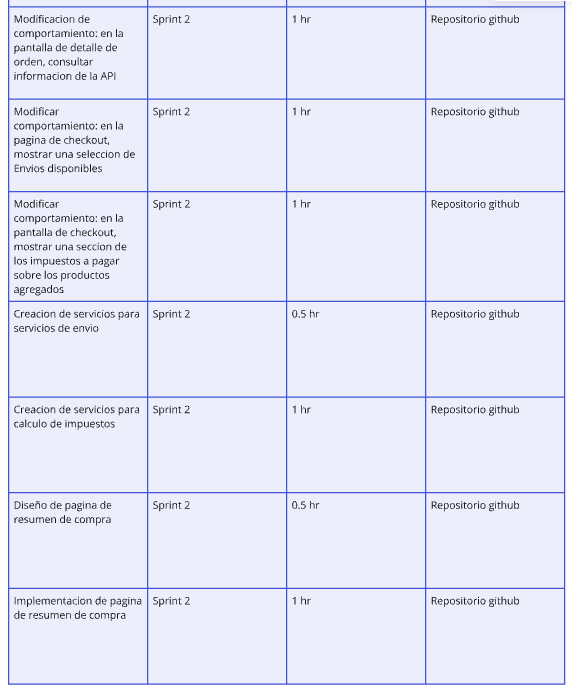 Modificacion de
comportamiento: en la
pantalla de detalle de
orden, consultar
informacion de la API
Sprint 2
1 hr
Repositorio github
Modificar
comportamiento: en la
pagina de checkout,
mostrar una seleccion de
Envios disponibles
Sprint 2
1 hr
Repositorio github
Modificar
comportamiento: en la
pantalla de checkout,
mostrar una seccion de
los impuestos a pagar
sobre los productos
agregados
Sprint 2
1 hr
Repositorio github
Creacion de servicios para
servicios de envio
Sprint 2
0.5 hr
Repositorio github
Creacion de servicios para
calculo de impuestos
Sprint 2
1 hr
Repositorio github
Diseño de pagina de
resumen de compra
Sprint 2
0.5 hr
Repositorio github
Implementacion de pagina
de resumen de compra
Sprint 2
1 hr
Repositorio github